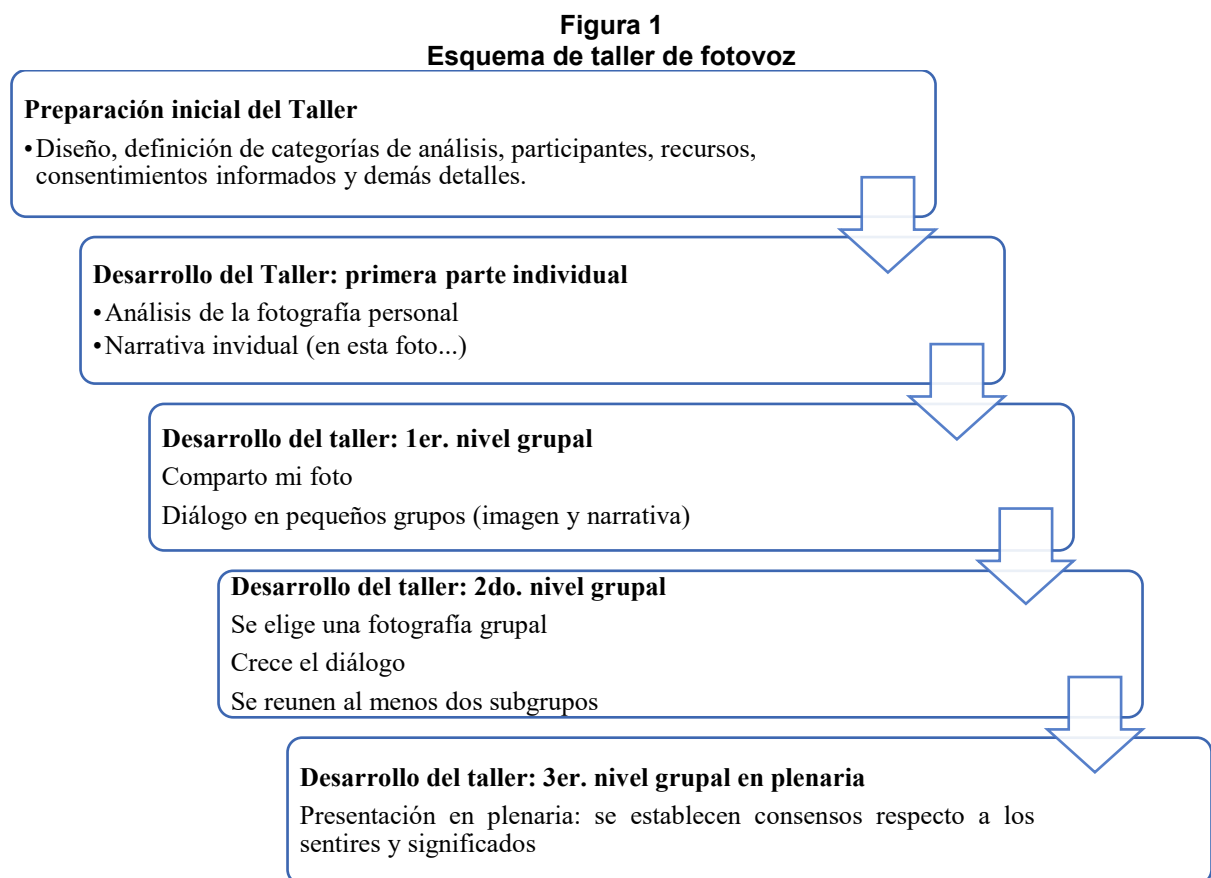 Figura 1
Esquema de taller de fotovoz
Preparación inicial del Taller
•Diseño, definición de categorías de análisis, participantes, recursos,
consentimientos informados y demás detalles.
Desarrollo del Taller: primera parte individual
•Análisis de la fotografía personal
•Narrativa invidual (en esta foto...)
Desarrollo del taller: 1er. nivel grupal
Comparto mi foto
Diálogo en pequeños grupos (imagen y narrativa)
Desarrollo del taller: 2do. nivel grupal
Se elige una fotografía grupal
Crece el diálogo
Se reunen al menos dos subgrupos
Desarrollo del taller: 3er. nivel grupal en plenaria
Presentación en plenaria: se establecen consensos respecto a los
sentires y significados